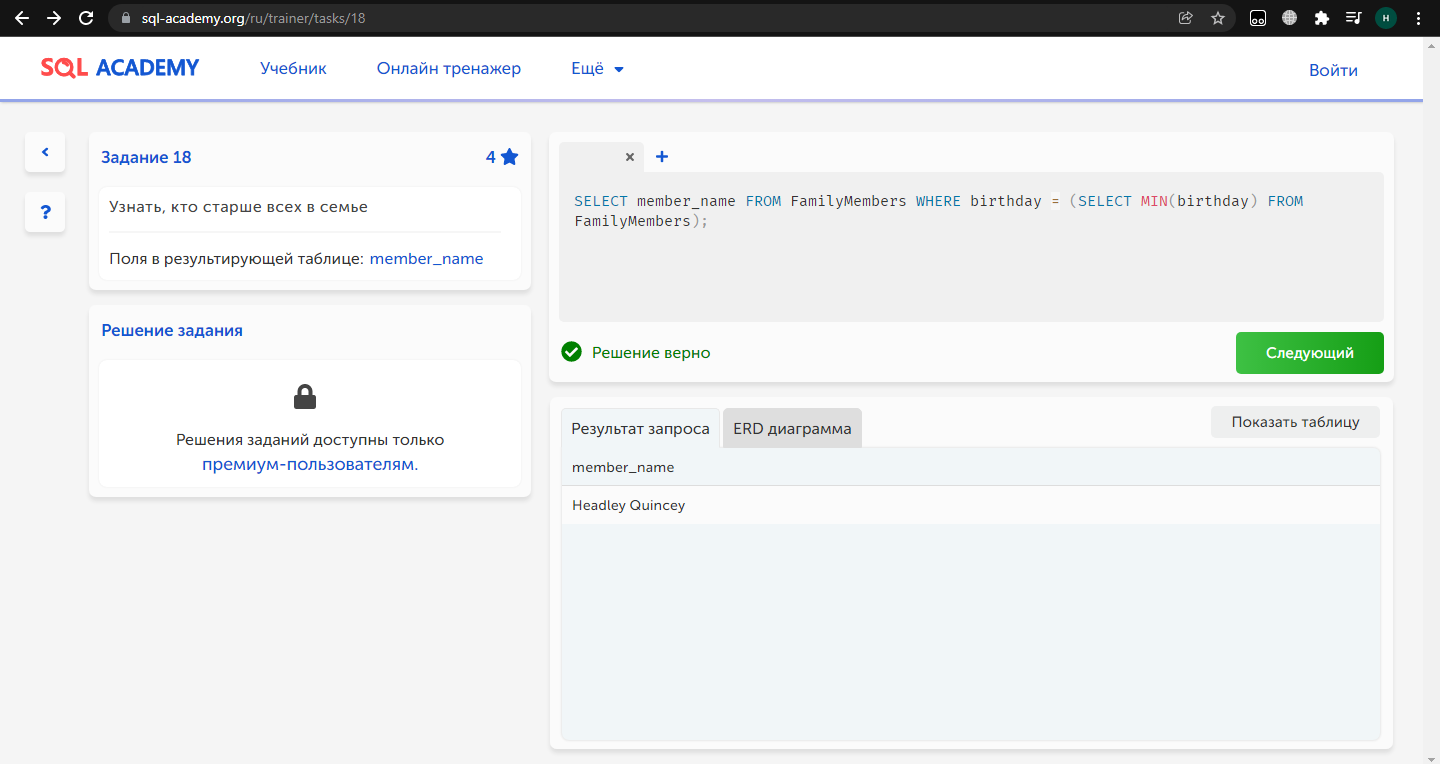 sql-academy.org/ru/trainer/tasks/18
H
SQL ACADEMY
Учебник
Онлайн тренажер
Ещё
Войти
Задание 18
4
?
Узнать, кто старше всех в семье
Поля в результирующей таблице: member_name
Решение задания
Решения заданий доступны только
премиум-пользователям.
SELECT member_name FROM FamilyMembers WHERE birthday = (SELECT MIN(birthday) FROM
FamilyMembers);
Решение верно
Следующий
Результат запроса
ERD диаграмма
Показать таблицу
member_name
Headley Quincey